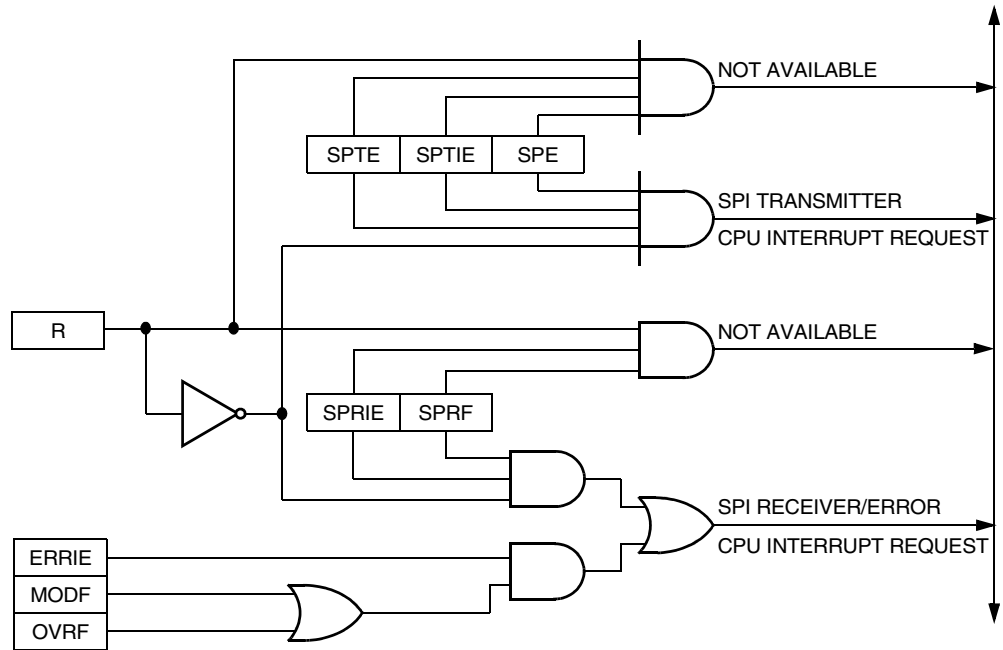 NOT AVAILABLE
SPTE SPTIE SPE
SPI TRANSMITTER
CPU INTERRUPT REQUEST
R
NOT AVAILABLE
SPRIE SPRF
SPI RECEIVER/ERROR
CPU INTERRUPT REQUEST
ERRIE
MODF
OVRF